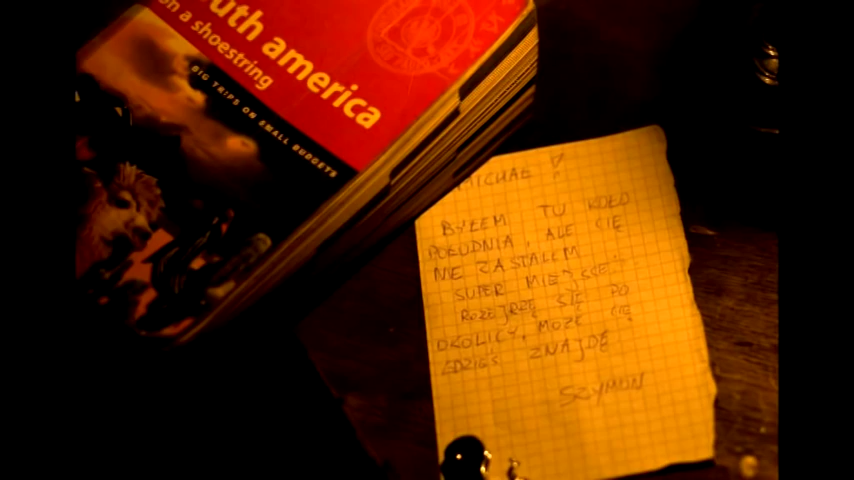 uth america
on a shoestring
BIG TRIPS ON SMALL BUDGETS
MICHAŁ !
BYŁEM TU KOŁO
POŁUDNIA, ALE CIĘ
NIE ZASTAŁEM.
SUPER MIEJSCE.
ROZEJRZĘ SIĘ PO
OKOLICY, MOŻE CIĘ
GDZIEŚ ZNAJDĘ
SZYMON